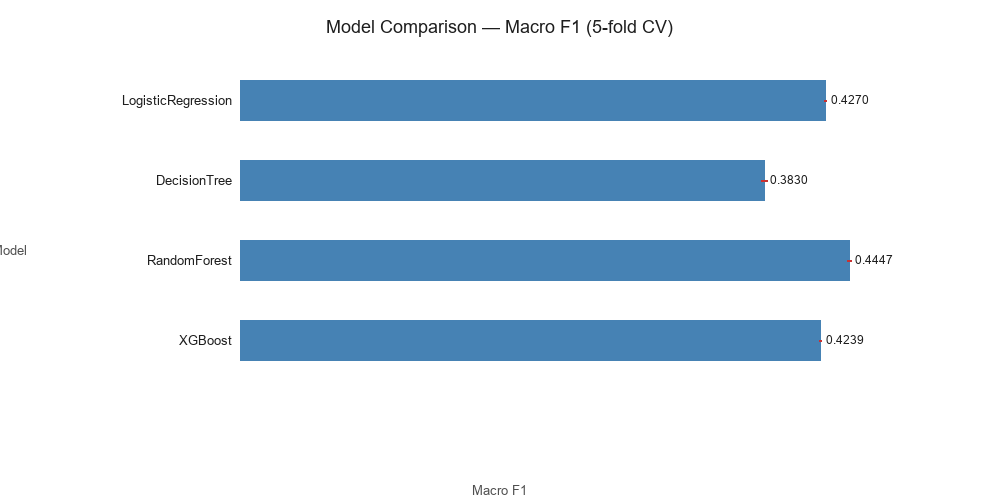 Model Comparison — Macro F1 (5-fold CV)
LogisticRegression 0.4270
DecisionTree 0.3830
Model
RandomForest 0.4447
XGBoost 0.4239
Macro F1